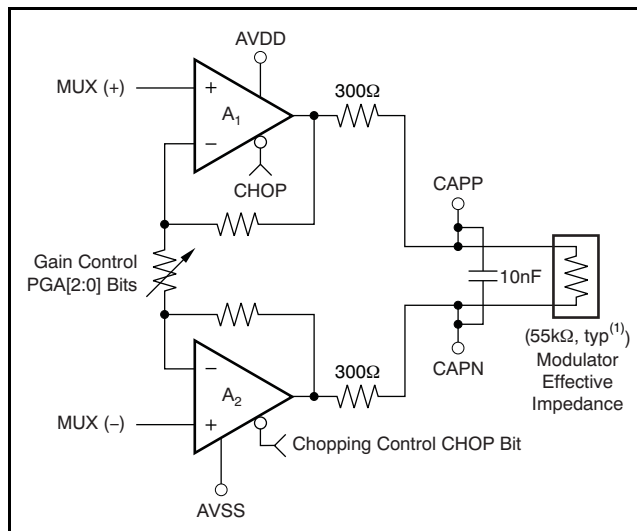 AVDD
MUX (+)
+
A1
−
300Ω
CHOP
CAPP
Gain Control
PGA[2:0] Bits
10nF
(55kΩ, typ(1))
Modulator
Effective
Impedance
−
A2
+
300Ω
CAPN
MUX (−)
Chopping Control CHOP Bit
AVSS